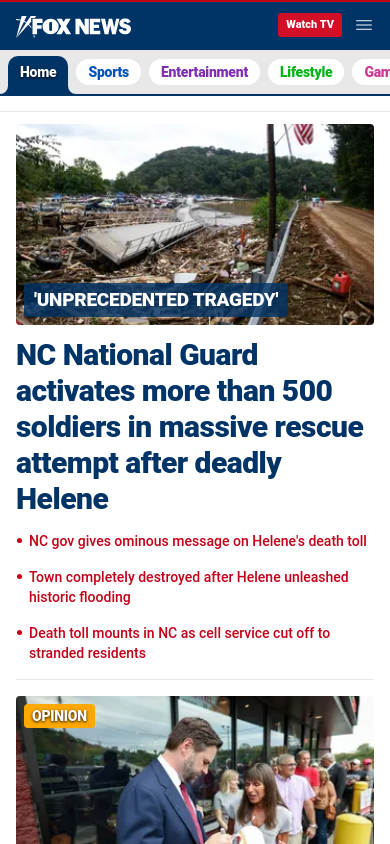 FOX NEWS
Watch TV
Home
Sports
Entertainment
Lifestyle
Gam
'UNPRECEDENTED TRAGEDY'
NC National Guard
activates more than 500
soldiers in massive rescue
attempt after deadly
Helene
• NC gov gives ominous message on Helene's death toll
• Town completely destroyed after Helene unleashed
historic flooding
• Death toll mounts in NC as cell service cut off to
stranded residents
OPINION